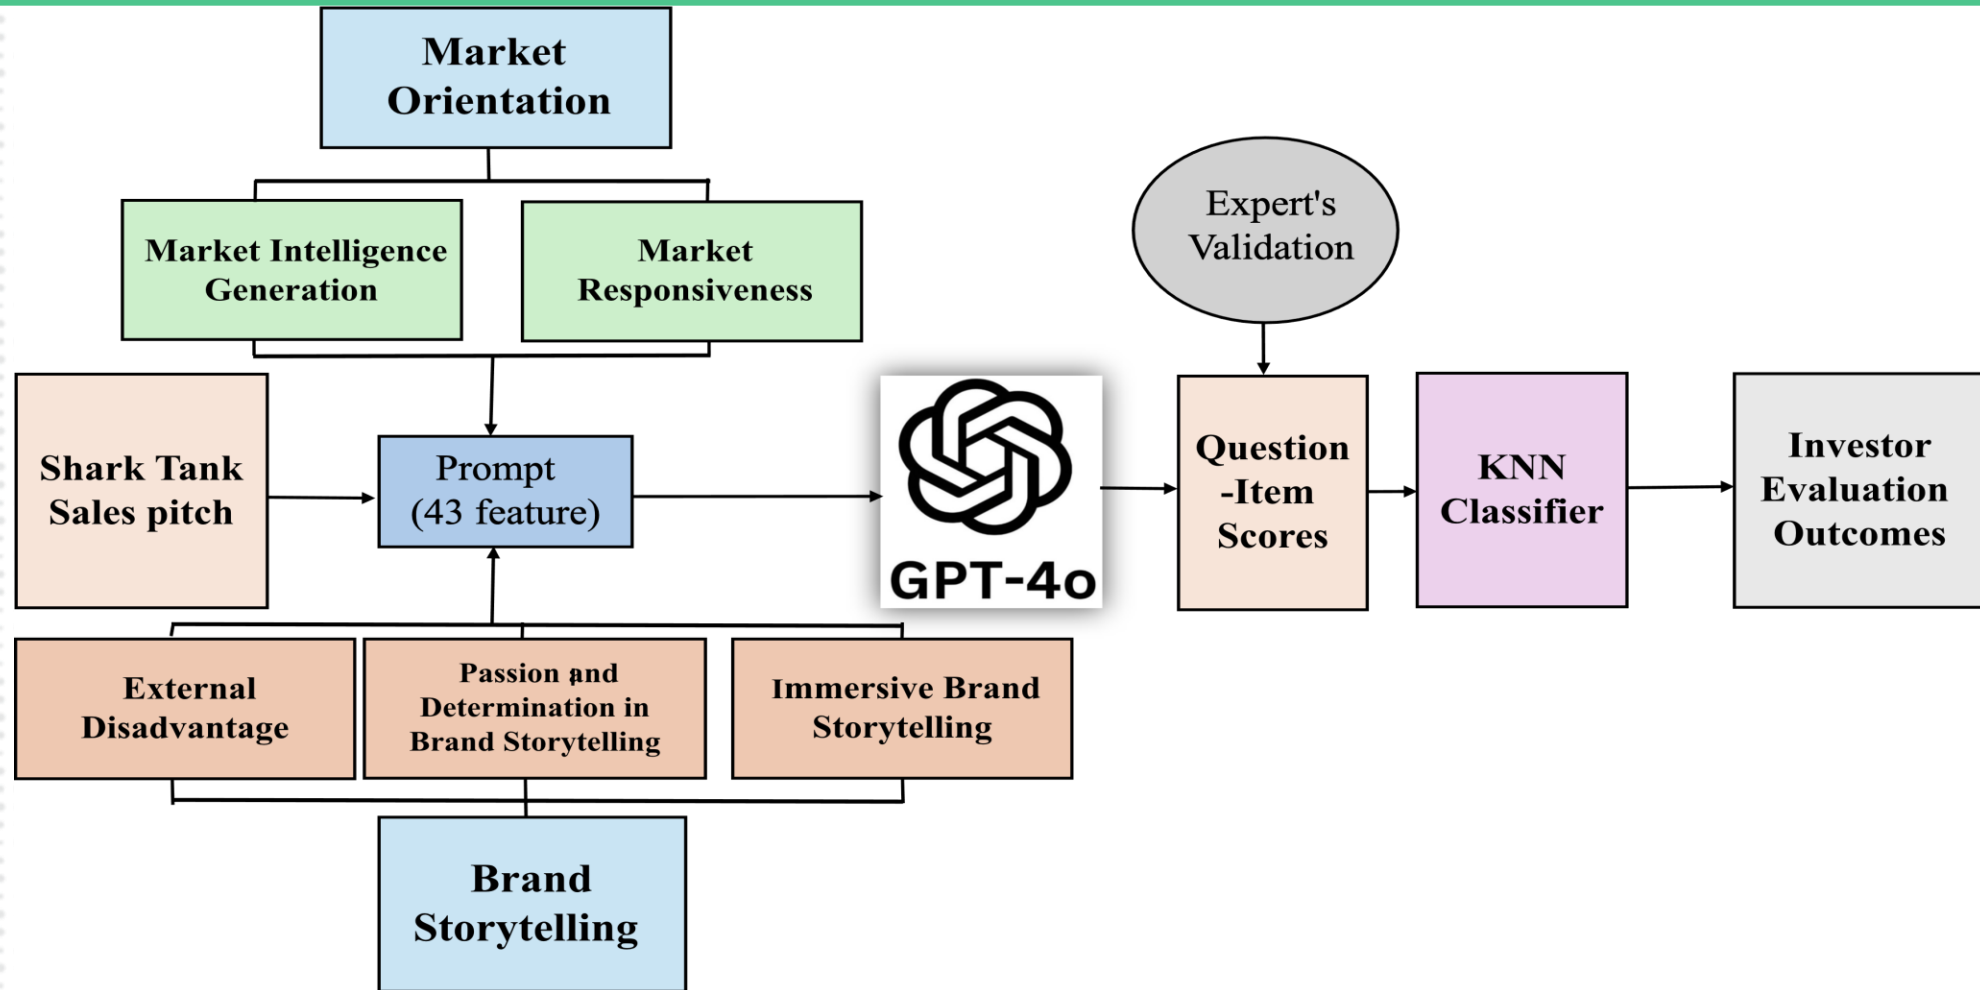 Market
Orientation
Market Intelligence
Generation
Market
Responsiveness
Expert's
Validation
Shark Tank
Sales pitch
Prompt
(43 feature)
GPT-4o
Question
-Item
Scores
KNN
Classifier
Investor
Evaluation
Outcomes
External
Disadvantage
Passion and
Determination in
Brand Storytelling
Immersive Brand
Storytelling
Brand
Storytelling